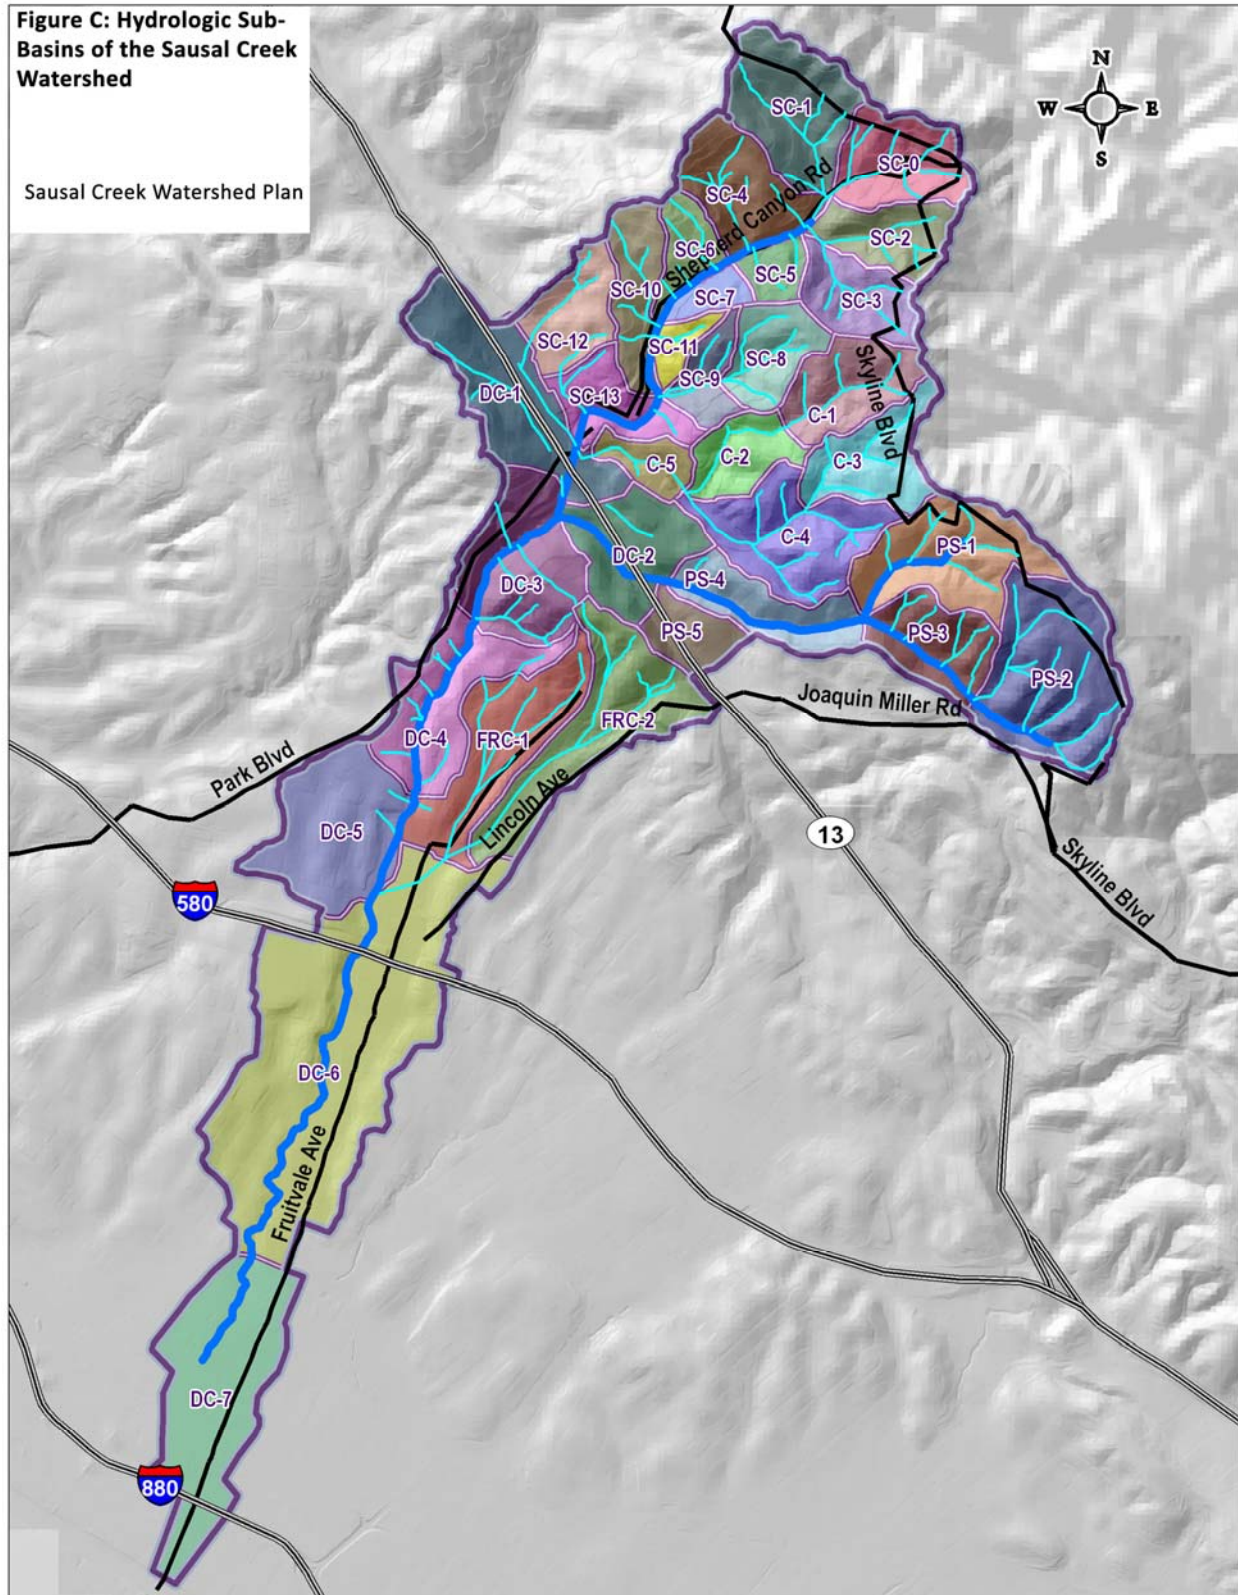 Figure C: Hydrologic Sub-
Basins of the Sausal Creek
Watershed
Sausal Creek Watershed Plan
N
W E
S
SC-1
SC-0
SC-4
Shepherd Canyon Rd
SC-2
SC-6
SC-5
SC-10
SC-7
SC-3
SC-12
SC-11
SC-8
Skyline Blvd
SC-9
DC-1
SC-13
C-1
C-5
C-2
C-3
C-4
PS-1
DC-2
DC-3
PS-4
PS-5
PS-3
PS-2
Joaquin Miller Rd
FRC-2
DC-4
FRC-1
Park Blvd
Lincoln Ave
DC-5
13
Skyline Blvd
580
DC-6
Fruitvale Ave
DC-7
880